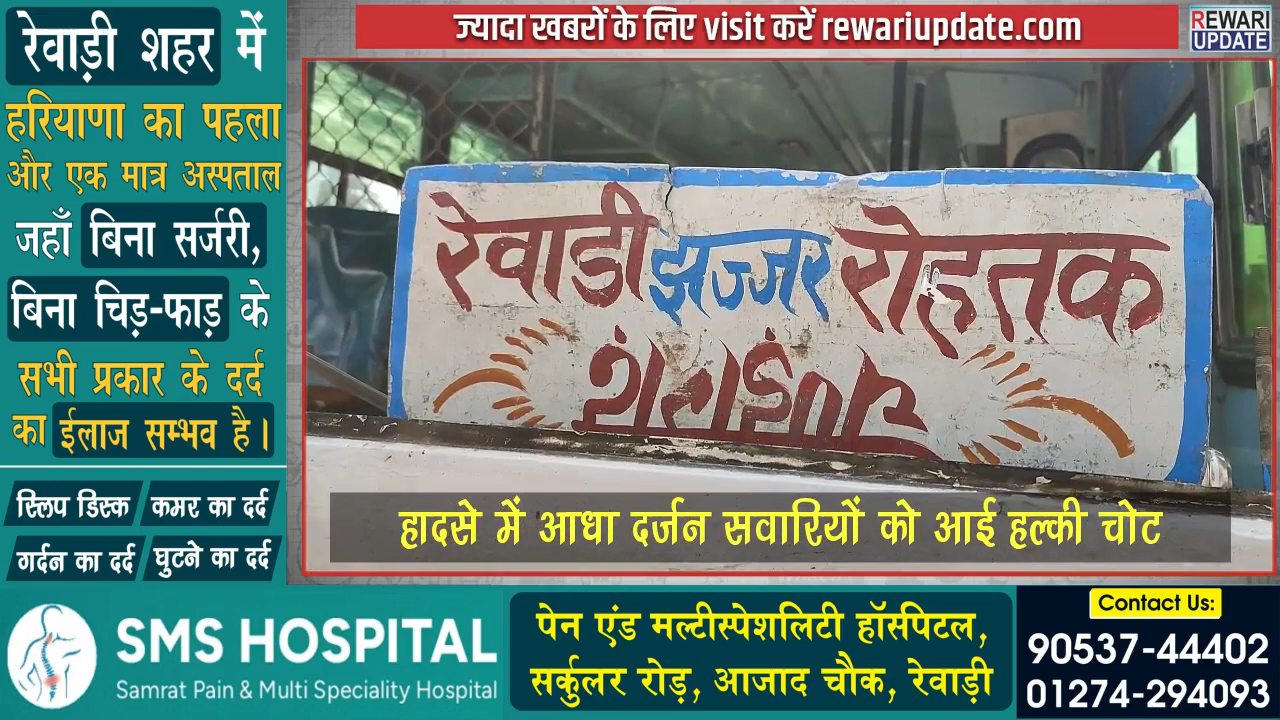 रेवाड़ी शहर में
हरियाणा का पहला
और एक मात्र अस्पताल
जहाँ बिना सर्जरी,
बिना चिड़-फाड़ के
सभी प्रकार के दर्द
का ईलाज सम्भव है।
स्लिप डिस्क
कमर का दर्द
गर्दन का दर्द
घुटने का दर्द
ज्यादा खबरों के लिए visit करें rewariupdate.com
REWARI
UPDATE
रेवाडी झज्जर रोहतक
हादसे में आधा दर्जन सवारियों को आई हल्की चोट
SMS HOSPITAL
Samrat Pain & Multi Speciality Hospital
पेन एंड मल्टीस्पेशलिटी हॉस्पिटल,
सर्कुलर रोड़, आजाद चौक, रेवाड़ी
Contact Us:
90537-44402
01274-294093